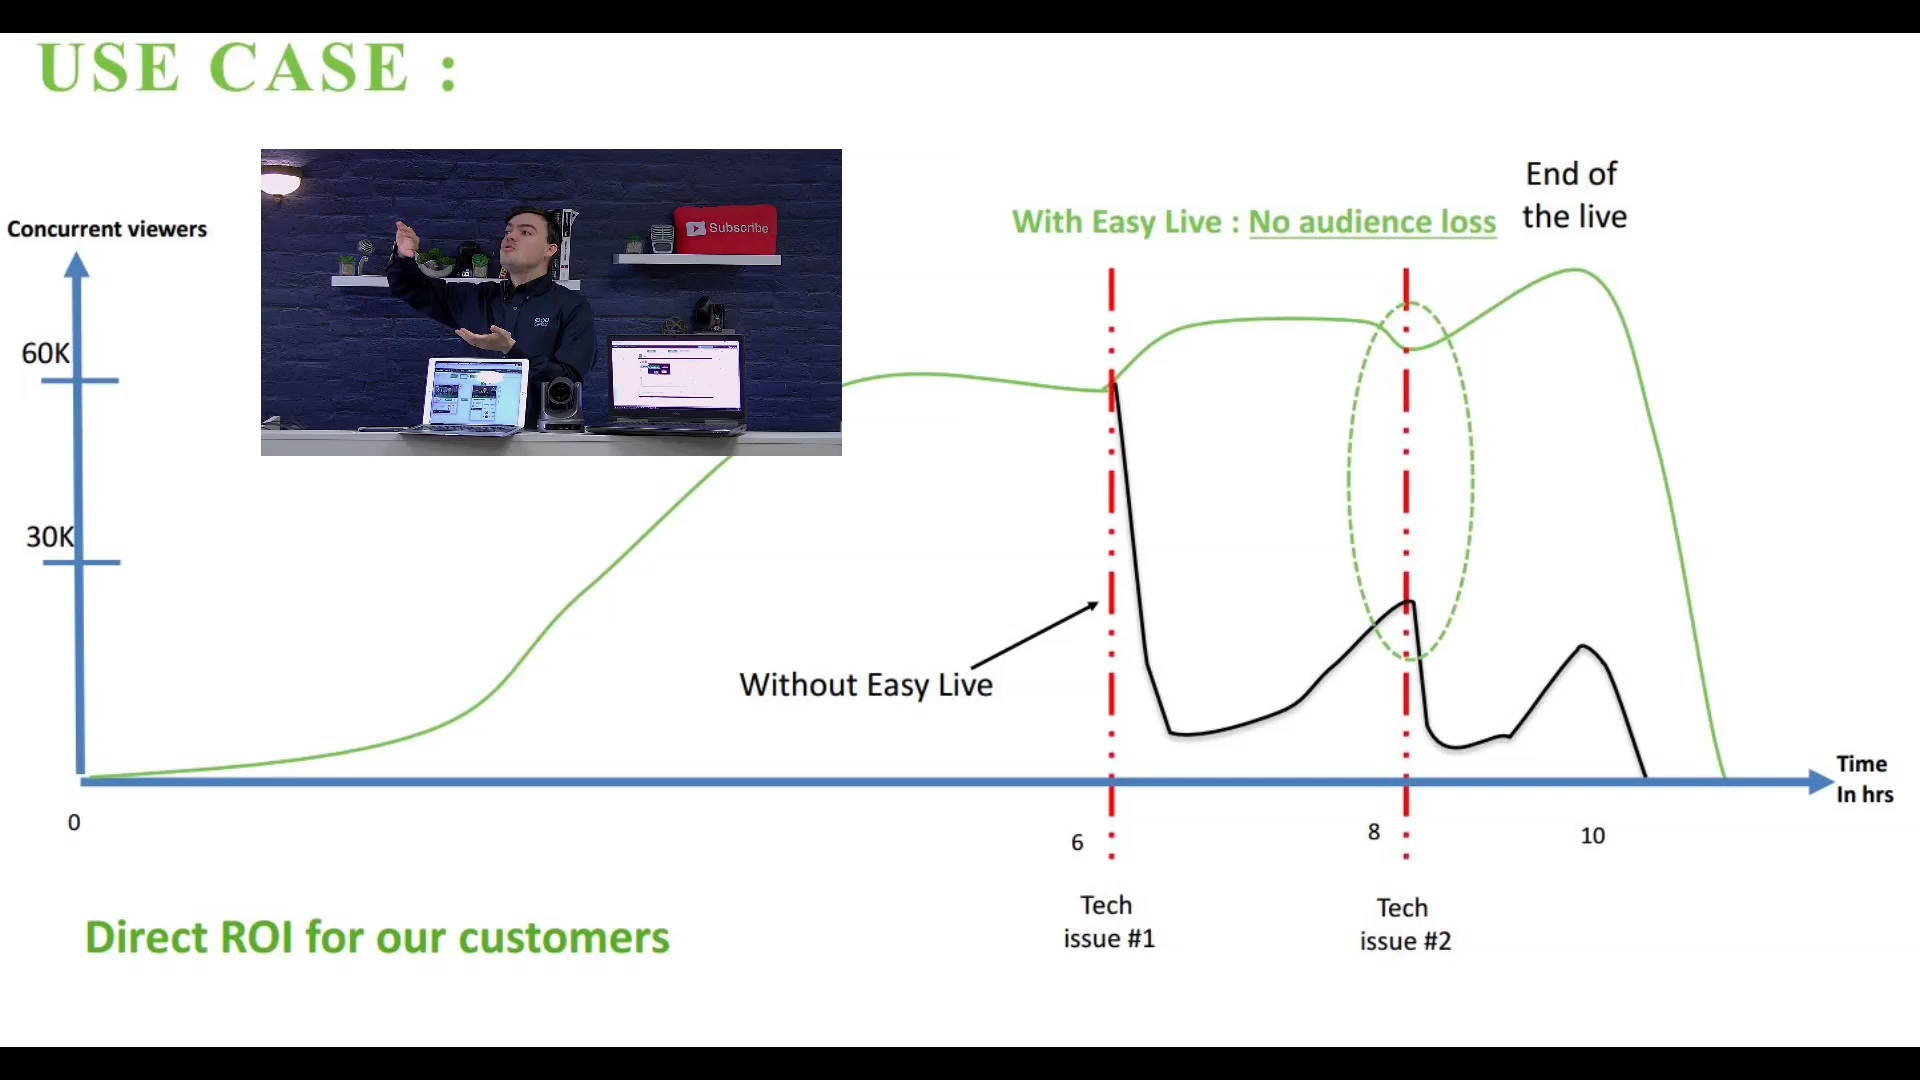 USE CASE :
Concurrent viewers
60K
30K
Subscribe
With Easy Live : No audience loss
End of
the live
Without Easy Live
Time
In hrs
0
6
8
10
Tech
issue #1
Tech
issue #2
Direct ROI for our customers